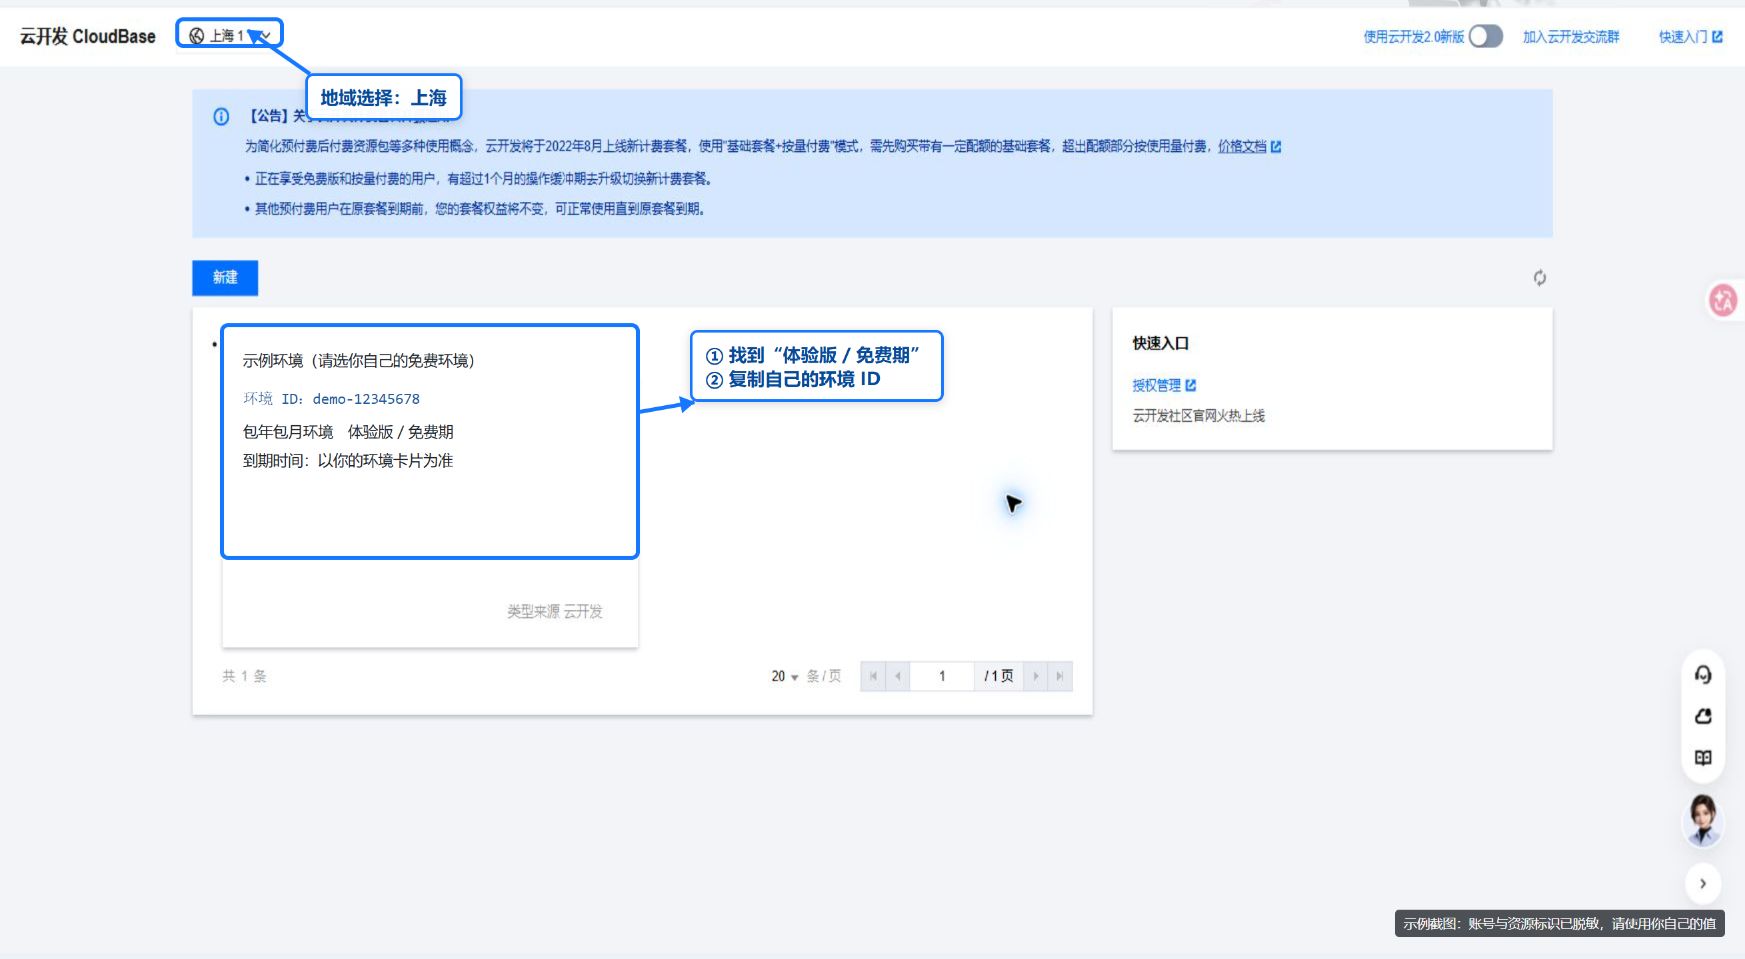 云开发 CloudBase
上海 1
使用云开发2.0新版
加入云开发交流群
快速入门
地域选择：上海
【公告】关
为简化预付费后付费资源包等多种使用概念，云开发将于2022年8月上线新计费套餐，使用"基础套餐+按量付费"模式，需先购买带有一定配额的基础套餐，超出配额部分按使用量付费，价格文档
• 正在享受免费版和按量付费的用户，有超过1个月的操作缓冲期去升级切换新计费套餐。
• 其他预付费用户在原套餐到期前，您的套餐权益将不变，可正常使用直到原套餐到期。
新建
示例环境（请选你自己的免费环境）
环境 ID：demo-12345678
包年包月环境 体验版 / 免费期
到期时间：以你的环境卡片为准
① 找到“体验版 / 免费期”
② 复制自己的环境 ID
类型来源 云开发
共 1 条
20 条 / 页
1
/ 1 页
快速入口
授权管理
云开发社区官网火热上线
示例截图：账号与资源标识已脱敏，请使用你自己的值